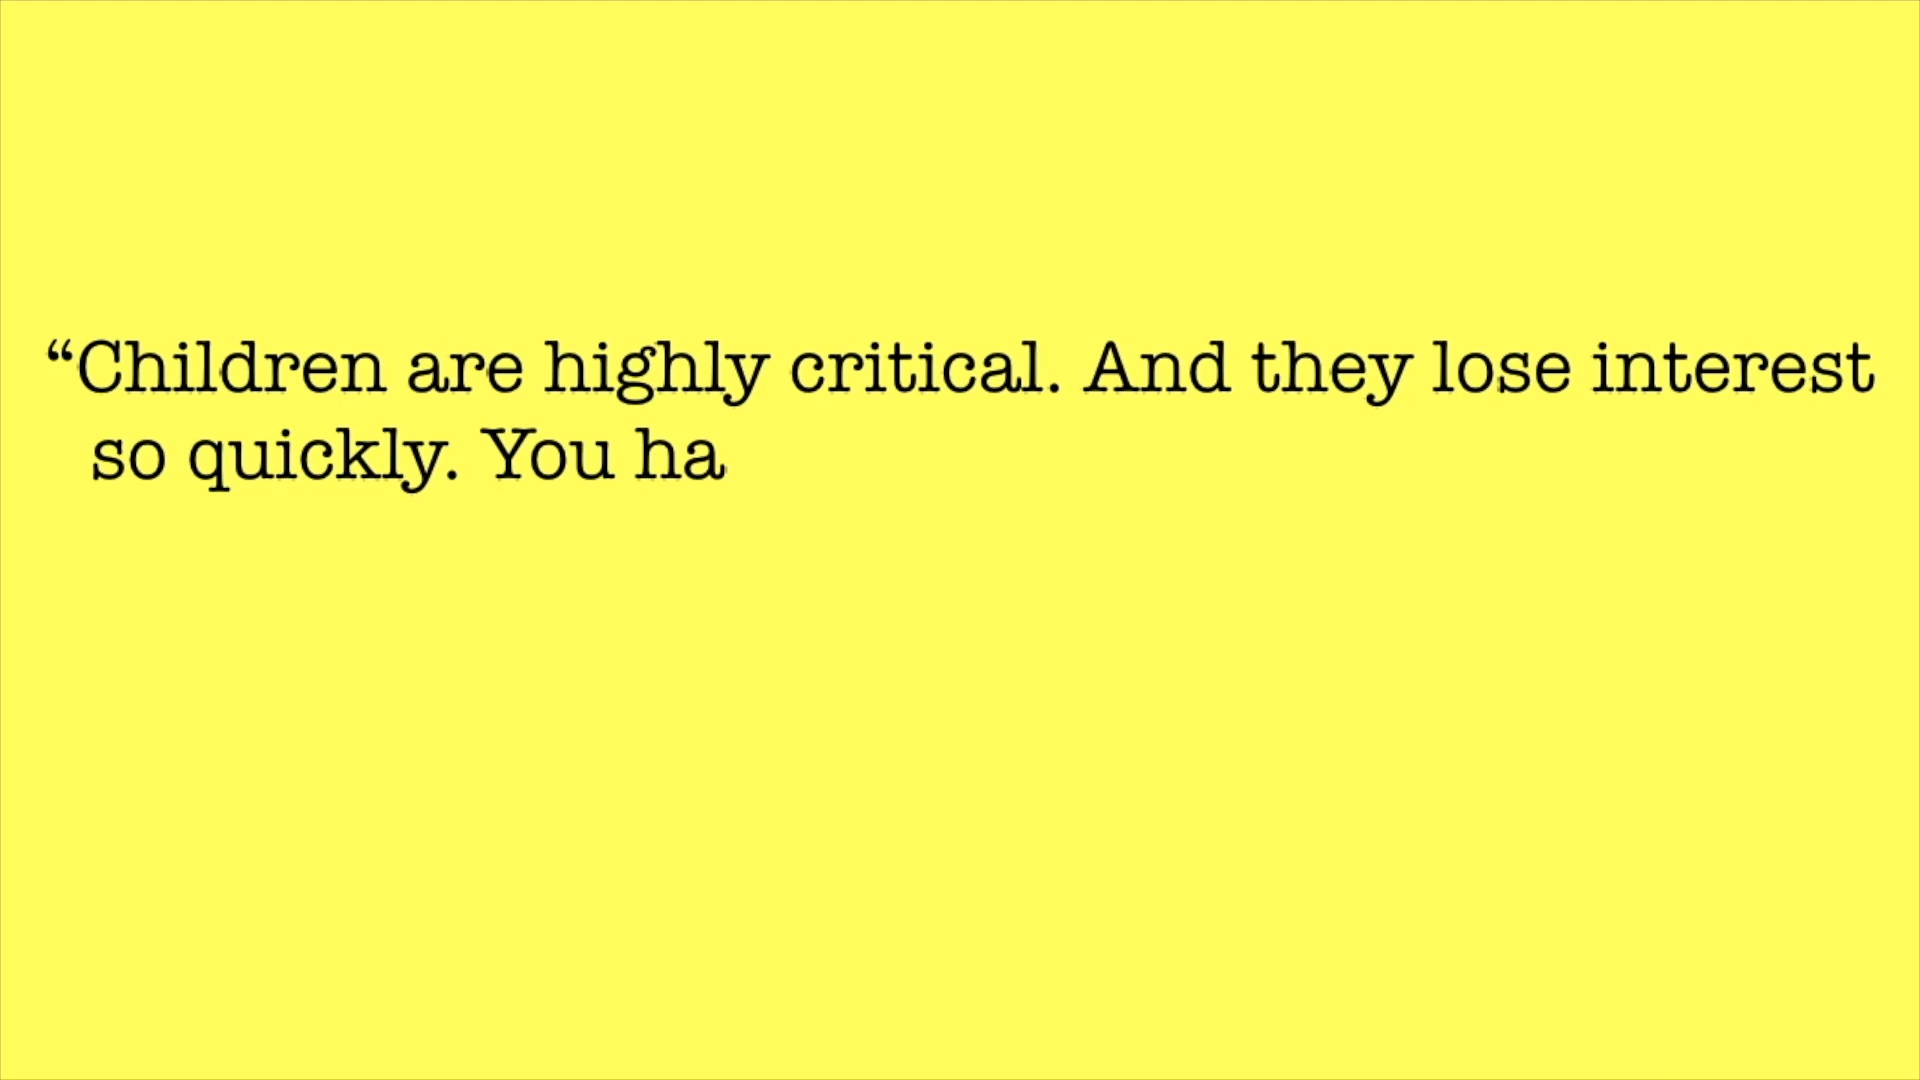 “Children are highly critical. And they lose interest
so quickly. You ha